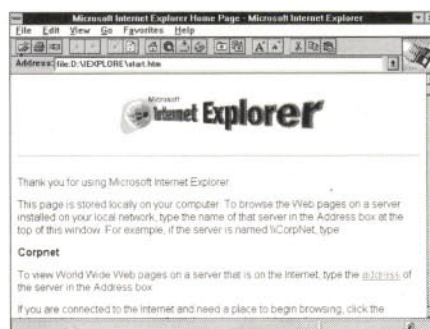 Microsoft Internet Explorer Home Page - Microsoft Internet Explorer
File Edit View Go Favorites Help
Address: file:D:\IEXPLORE\start.htm
Microsoft
Internet Explorer
Thank you for using Microsoft Internet Explorer
This page is stored locally on your computer. To browse the Web pages on a server
installed on your local network, type the name of that server in the Address box at the
top of this window. For example, if the server is named \\CorpNet, type
Corpnet
To view World Wide Web pages on a server that is on the Internet, type the address of
the server in the Address box
If you are connected to the Internet and need a place to begin browsing, click the